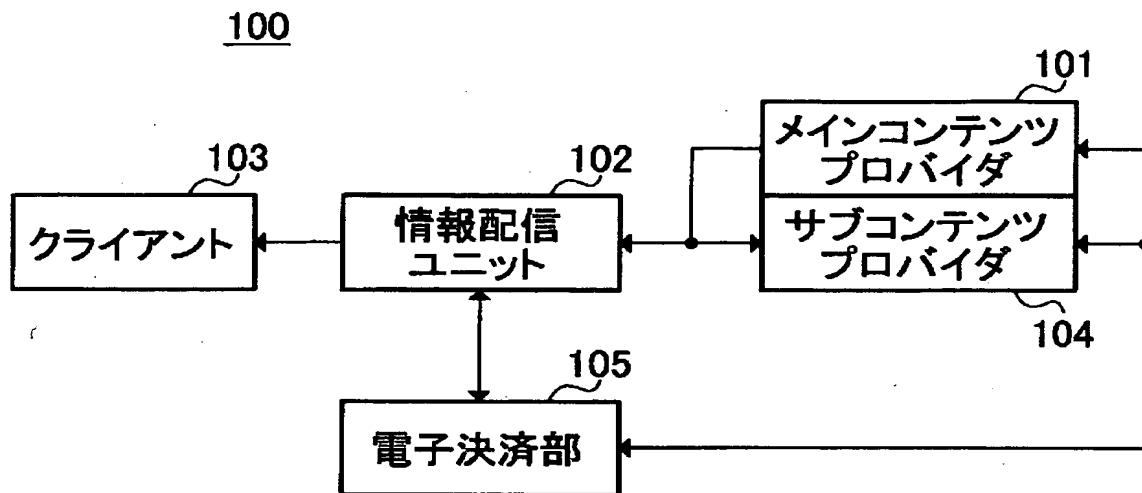 100
101
メインコンテンツ
プロバイダ
103
102
クライアント
情報配信
ユニット
サブコンテンツ
プロバイダ
104
105
電子決済部